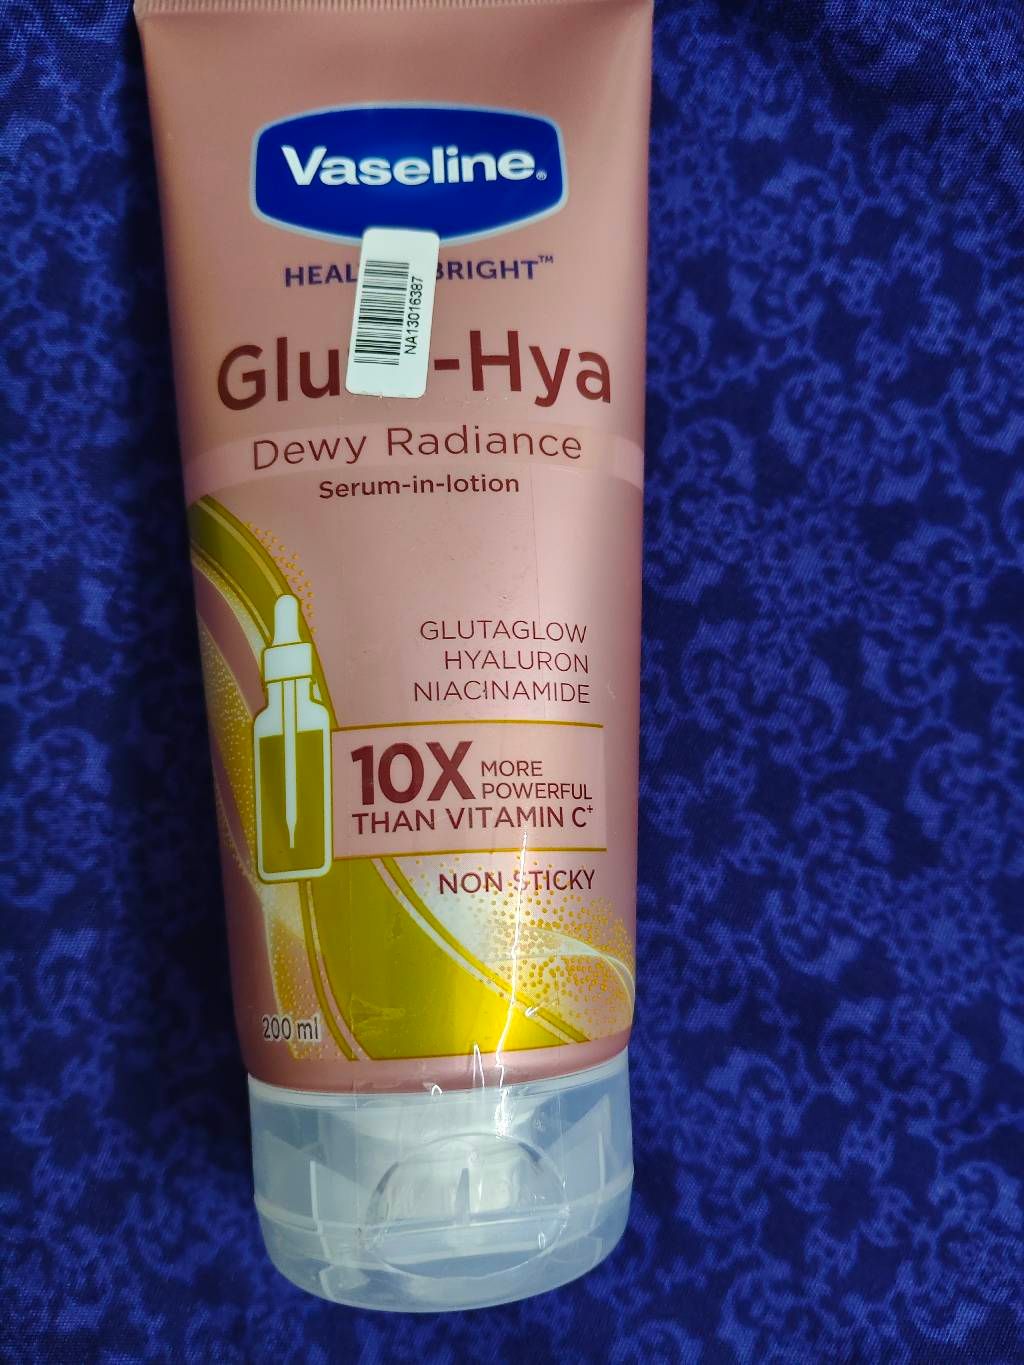 Vaseline®
HEAL BRIGHT™
Glu -Hya
NA13016387
Dewy Radiance
Serum-in-lotion
GLUTAGLOW
HYALURON
NIACINAMIDE
10X MORE
POWERFUL
THAN VITAMIN C⁺
NON STICKY
200 ml